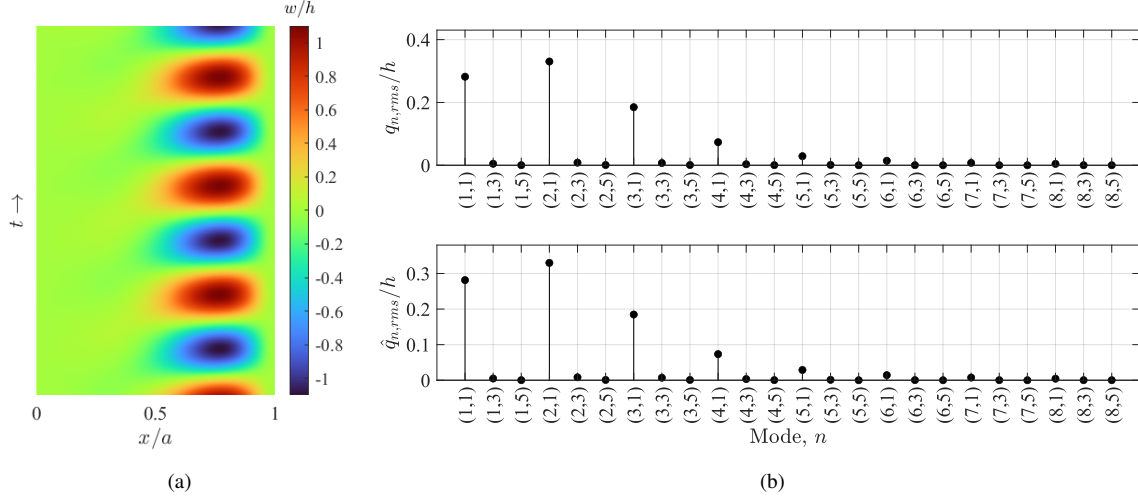 w/h
1
0.8
0.6
0.4
0.2
0
-0.2
-0.4
-0.6
-0.8
-1
t →
0 0.5 1
x/a
(a)
q_{n,rms}/h
0.4
0.2
0
(1,1) (1,3) (1,5) (2,1) (2,3) (2,5) (3,1) (3,3) (3,5) (4,1) (4,3) (4,5) (5,1) (5,3) (5,5) (6,1) (6,3) (6,5) (7,1) (7,3) (7,5) (8,1) (8,3) (8,5)
q̂_{n,rms}/h
0.3
0.2
0.1
0
(1,1) (1,3) (1,5) (2,1) (2,3) (2,5) (3,1) (3,3) (3,5) (4,1) (4,3) (4,5) (5,1) (5,3) (5,5) (6,1) (6,3) (6,5) (7,1) (7,3) (7,5) (8,1) (8,3) (8,5)
Mode, n
(b)